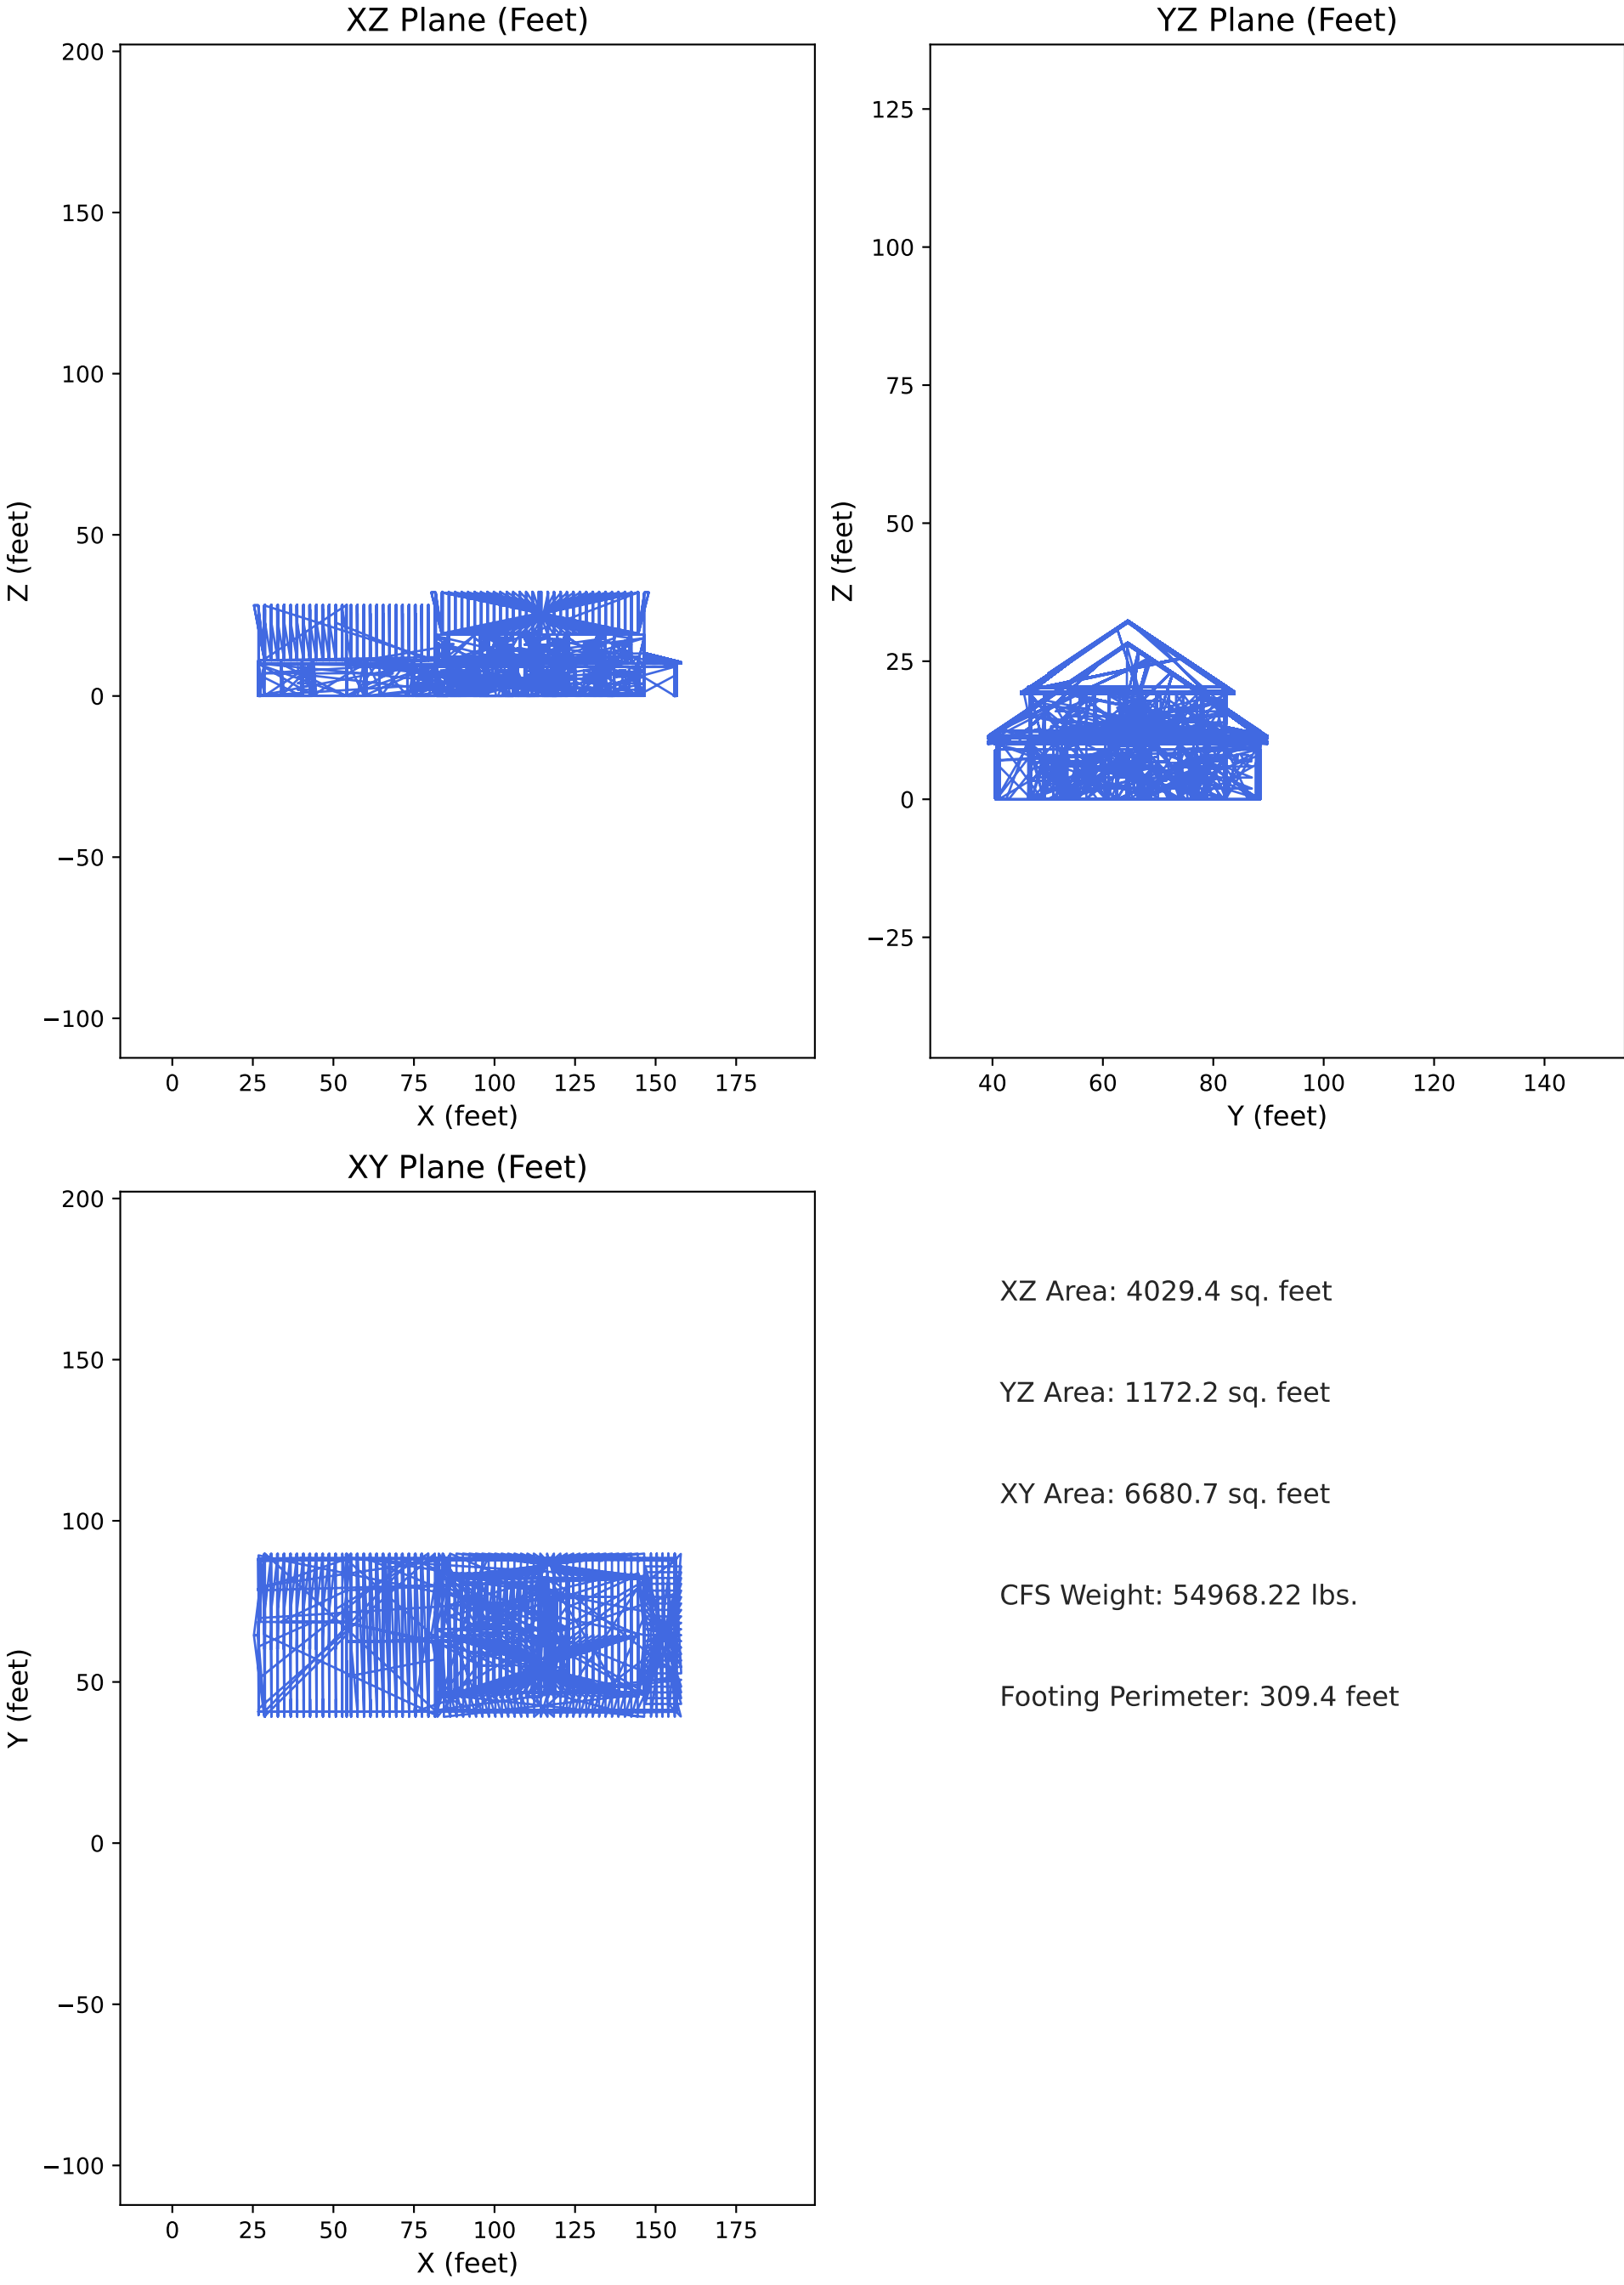 XZ Plane (Feet)
200
150
100
50
0
−50
−100
Z (feet)
0 25 50 75 100 125 150 175
X (feet)
YZ Plane (Feet)
125
100
75
50
25
0
−25
Z (feet)
40 60 80 100 120 140
Y (feet)
XY Plane (Feet)
200
150
100
50
0
−50
−100
Y (feet)
0 25 50 75 100 125 150 175
X (feet)
XZ Area: 4029.4 sq. feet
YZ Area: 1172.2 sq. feet
XY Area: 6680.7 sq. feet
CFS Weight: 54968.22 lbs.
Footing Perimeter: 309.4 feet